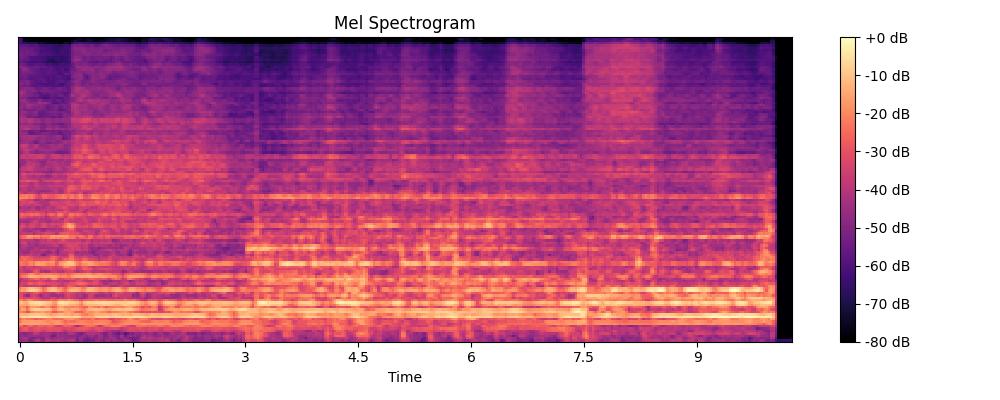 Mel Spectrogram
+0 dB
-10 dB
-20 dB
-30 dB
-40 dB
-50 dB
-60 dB
-70 dB
-80 dB
0 1.5 3 4.5 6 7.5 9
Time